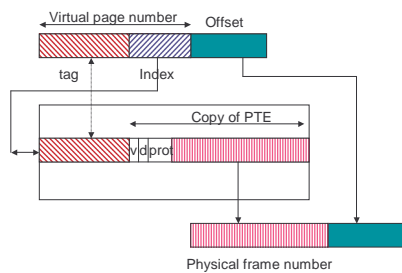 Virtual page number Offset
tag Index
Copy of PTE
v d prot
Physical frame number